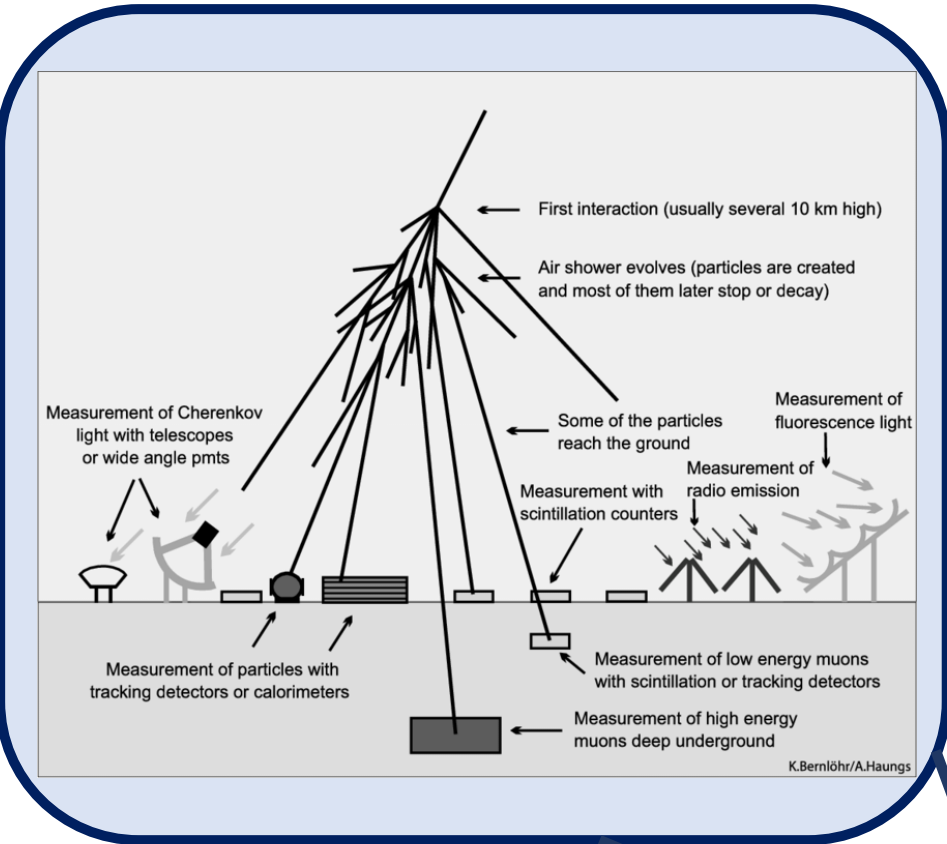 First interaction (usually several 10 km high)
Air shower evolves (particles are created
and most of them later stop or decay)
Measurement of Cherenkov
light with telescopes
or wide angle pmts
Some of the particles
reach the ground
Measurement of
fluorescence light
Measurement of
radio emission
Measurement with
scintillation counters
Measurement of particles with
tracking detectors or calorimeters
Measurement of low energy muons
with scintillation or tracking detectors
Measurement of high energy
muons deep underground
K.Bernlöhr/A.Haungs